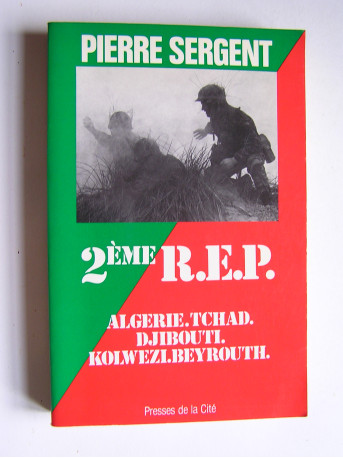 PIERRE SERGENT
2ÈME R.E.P.
ALGERIE.TCHAD.
DJIBOUTI.
KOLWEZI.BEYROUTH.
Presses de la Cité